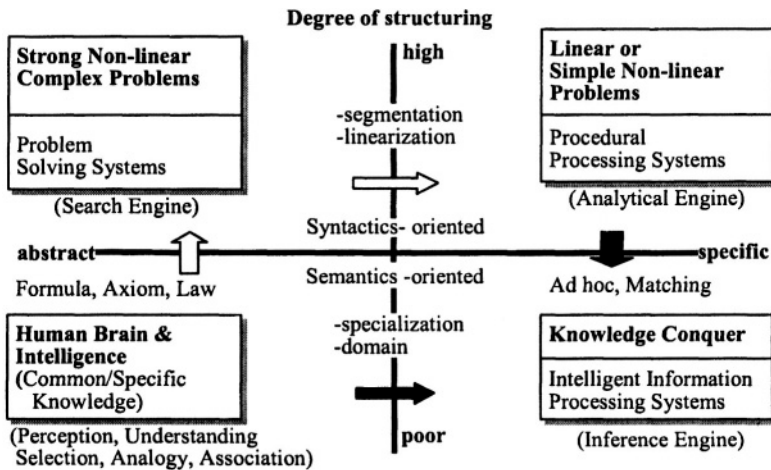 Degree of structuring
high
Strong Non-linear
Complex Problems
Problem
Solving Systems
(Search Engine)
-segmentation
-linearization
Linear or
Simple Non-linear
Problems
Procedural
Processing Systems
(Analytical Engine)
Syntactics- oriented
abstract
specific
Semantics -oriented
Formula, Axiom, Law
Ad hoc, Matching
Human Brain &
Intelligence
(Common/Specific
Knowledge)
(Perception, Understanding
Selection, Analogy, Association)
-specialization
-domain
poor
Knowledge Conquer
Intelligent Information
Processing Systems
(Inference Engine)